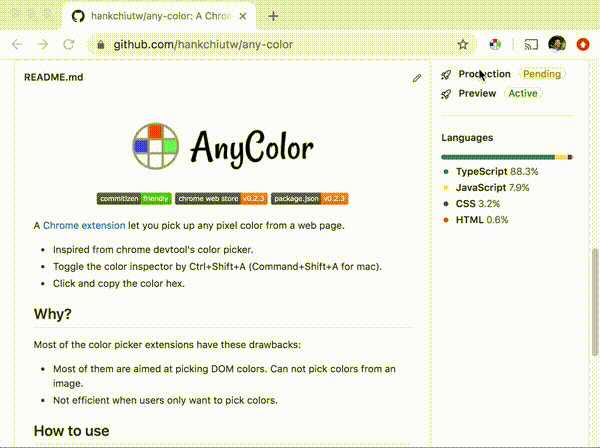 hankchiutw/any-color: A Chro
github.com/hankchiutw/any-color
README.md
AnyColor
commitizen friendly chrome web store v0.2.3 package.json v0.2.3
A Chrome extension let you pick up any pixel color from a web page.
Inspired from chrome devtool's color picker.
Toggle the color inspector by Ctrl+Shift+A (Command+Shift+A for mac).
Click and copy the color hex.
Why?
Most of the color picker extensions have these drawbacks:
Most of them are aimed at picking DOM colors. Can not pick colors from an
image.
Not efficient when users only want to pick colors.
How to use
Production Pending
Preview Active
Languages
TypeScript 88.3%
JavaScript 7.9%
CSS 3.2%
HTML 0.6%